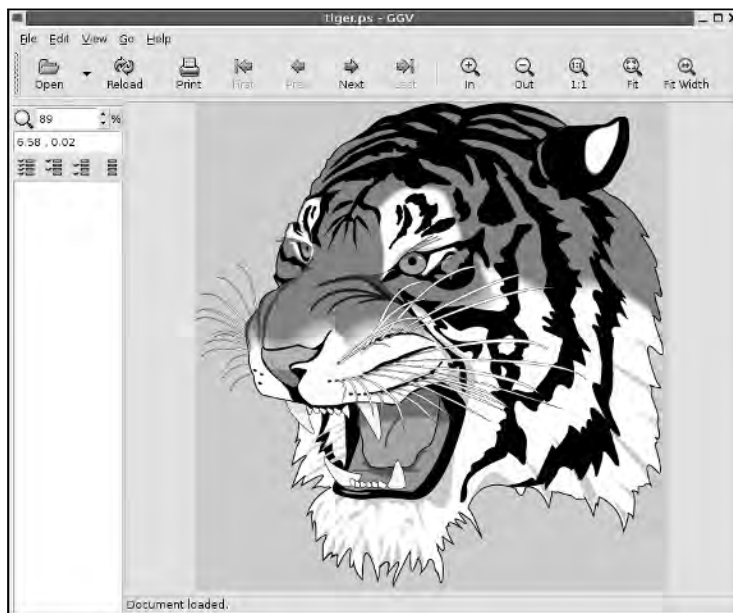 tiger.ps - GGV
File Edit View Go Help
Open Reload Print First Prev Next Last In Out 1:1 Fit Fit Width
89 %
6.58 , 0.02
Document loaded.